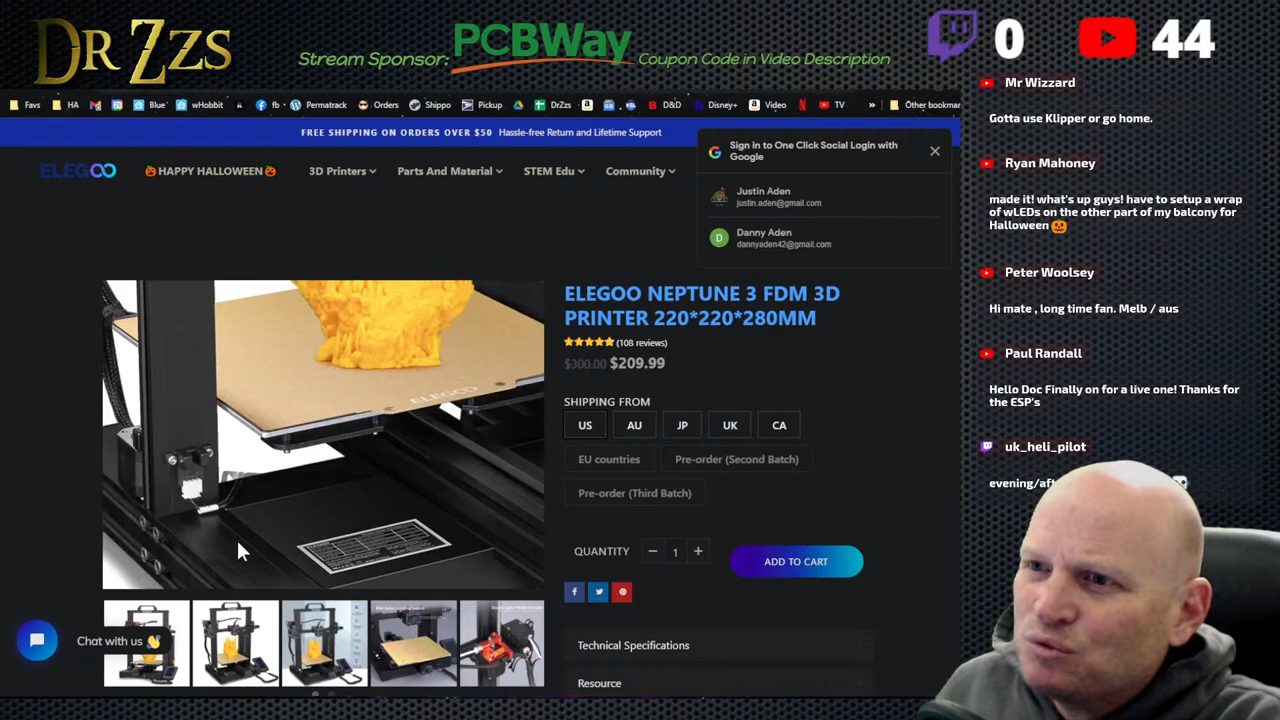 DR ZZS
Stream Sponsor: PCBWay Coupon Code in Video Description
0
44
Favs HA Blue wHobbit fb Permatrack Orders Shippo Pickup DrZzs D&D Disney+ Video TV » Other bookmar
FREE SHIPPING ON ORDERS OVER $50 Hassle-free Return and Lifetime Support
ELEGOO
🎃HAPPY HALLOWEEN🎃 3D Printers Parts And Material STEM Edu Community
Sign in to One Click Social Login with
Google
Justin Aden
justin.aden@gmail.com
D
Danny Aden
dannyaden42@gmail.com
ELEGOO
ELEGOO NEPTUNE 3 FDM 3D
PRINTER 220*220*280MM
(108 reviews)
$300.00 $209.99
SHIPPING FROM
US AU JP UK CA
EU countries Pre-order (Second Batch)
Pre-order (Third Batch)
QUANTITY − 1 + ADD TO CART
Technical Specifications
Resource
Chat with us 👋
Mr Wizzard
Gotta use Klipper or go home.
Ryan Mahoney
made it! what's up guys! have to setup a wrap
of wLEDs on the other part of my balcony for
Halloween 🎃
Peter Woolsey
Hi mate , long time fan. Melb / aus
Paul Randall
Hello Doc Finally on for a live one! Thanks for
the ESP's
uk_heli_pilot
evening/aft